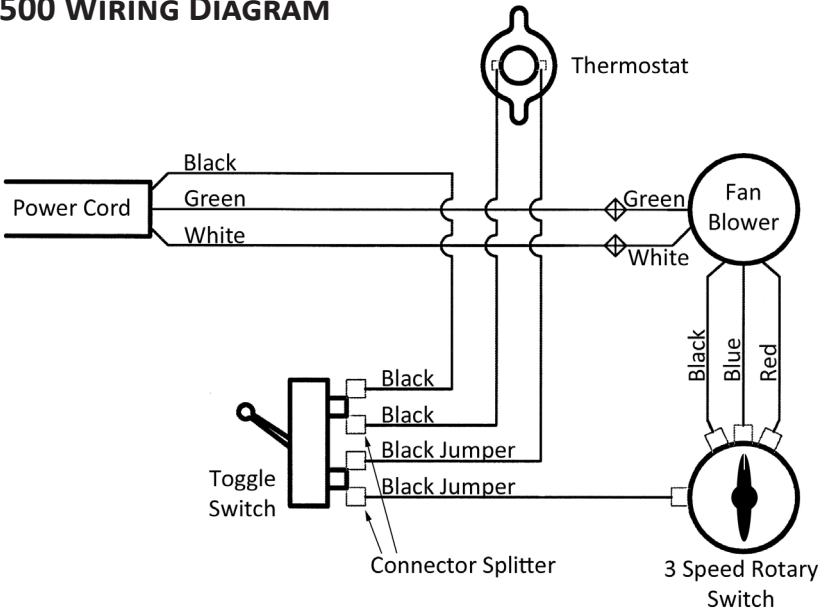 500 WIRING DIAGRAM
Thermostat
Black
Power Cord
Green
White
Green
White
Fan
Blower
Black
Blue
Red
Black
Black
Black Jumper
Black Jumper
Toggle
Switch
Connector Splitter
3 Speed Rotary
Switch